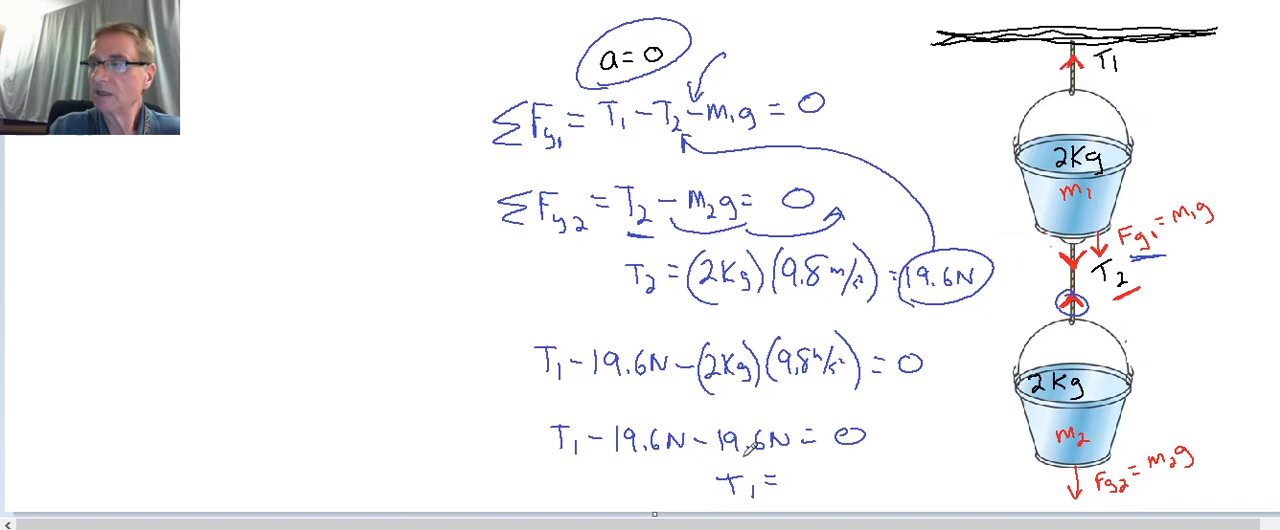 a = 0
ΣFy₁ = T₁ − T₂ − m₁g = 0
ΣFy₂ = T₂ − m₂g = 0
T₂ = (2Kg)(9.8 m/s²) = 19.6N
T₁ − 19.6N − (2Kg)(9.8 m/s²) = 0
T₁ − 19.6N − 19.6N = 0
T₁ =
T₁
2Kg
m₁
Fg₁ = m₁g
T₂
2Kg
m₂
Fg₂ = m₂g